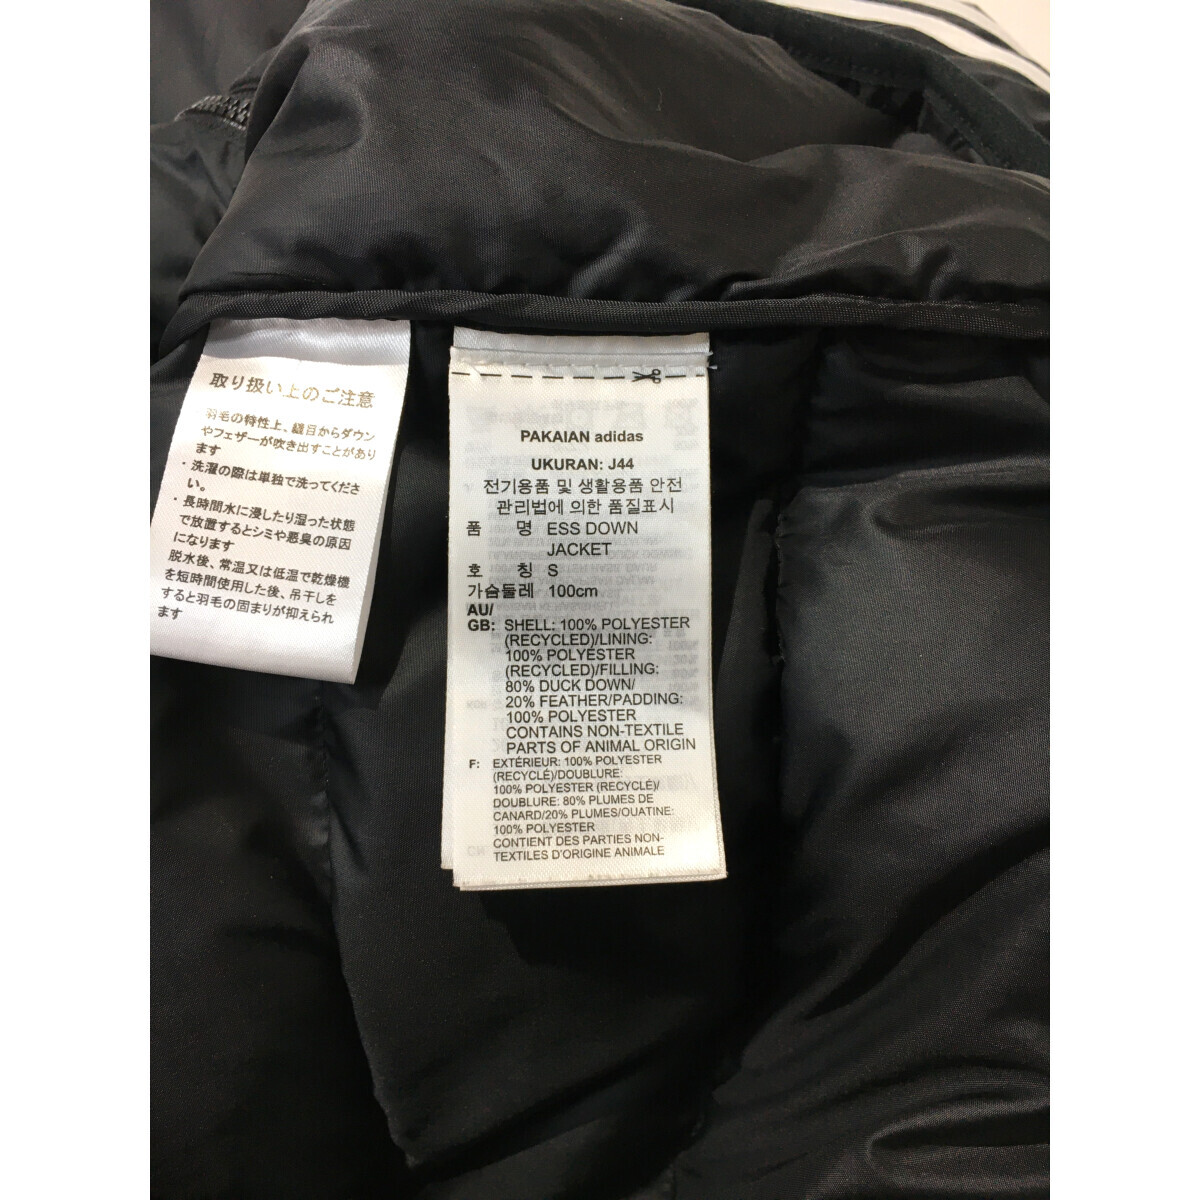 取り扱い上のご注意
羽毛の特性上、縫目からダウン
やフェザーが吹き出すことがあり
ます
・洗濯の際は単独で洗ってくださ
い。
・長時間水に浸したり湿った状態
で放置するとシミや悪臭の原因
になります
脱水後、常温又は低温で乾燥機
を短時間使用した後、吊干しを
すると羽毛の固まりが抑えられ
ます
PAKAIAN adidas
UKURAN: J44
전기용품 및 생활용품 안전
관리법에 의한 품질표시
품 명 ESS DOWN
JACKET
호 칭 S
가슴둘레 100cm
AU/
GB: SHELL: 100% POLYESTER
(RECYCLED)/LINING:
100% POLYESTER
(RECYCLED)/FILLING:
80% DUCK DOWN/
20% FEATHER/PADDING:
100% POLYESTER
CONTAINS NON-TEXTILE
PARTS OF ANIMAL ORIGIN
F: EXTÉRIEUR: 100% POLYESTER
(RECYCLÉ)/DOUBLURE:
100% POLYESTER (RECYCLÉ)/
DOUBLURE: 80% PLUMES DE
CANARD/20% PLUMES/OUATINE:
100% POLYESTER
CONTIENT DES PARTIES NON-
TEXTILES D'ORIGINE ANIMALE